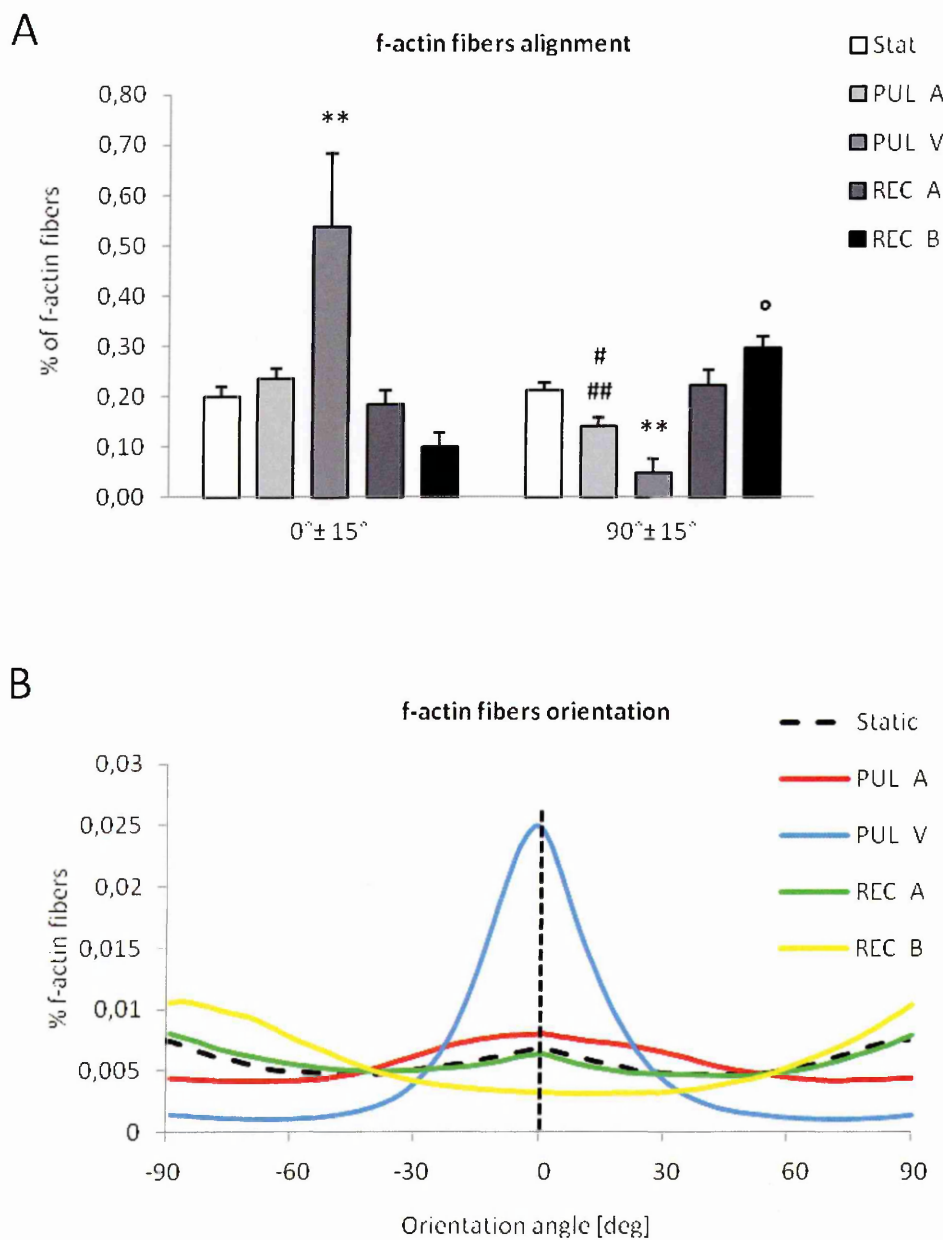 A
f-actin fibers alignment
Stat
PUL A
PUL V
REC A
REC B
% of f-actin fibers
0,80
0,70
0,60
0,50
0,40
0,30
0,20
0,10
0,00
**
#
##
**
°
0°± 15°
90°± 15°
B
f-actin fibers orientation
Static
PUL A
PUL V
REC A
REC B
% f-actin fibers
0,03
0,025
0,02
0,015
0,01
0,005
0
-90 -60 -30 0 30 60 90
Orientation angle [deg]